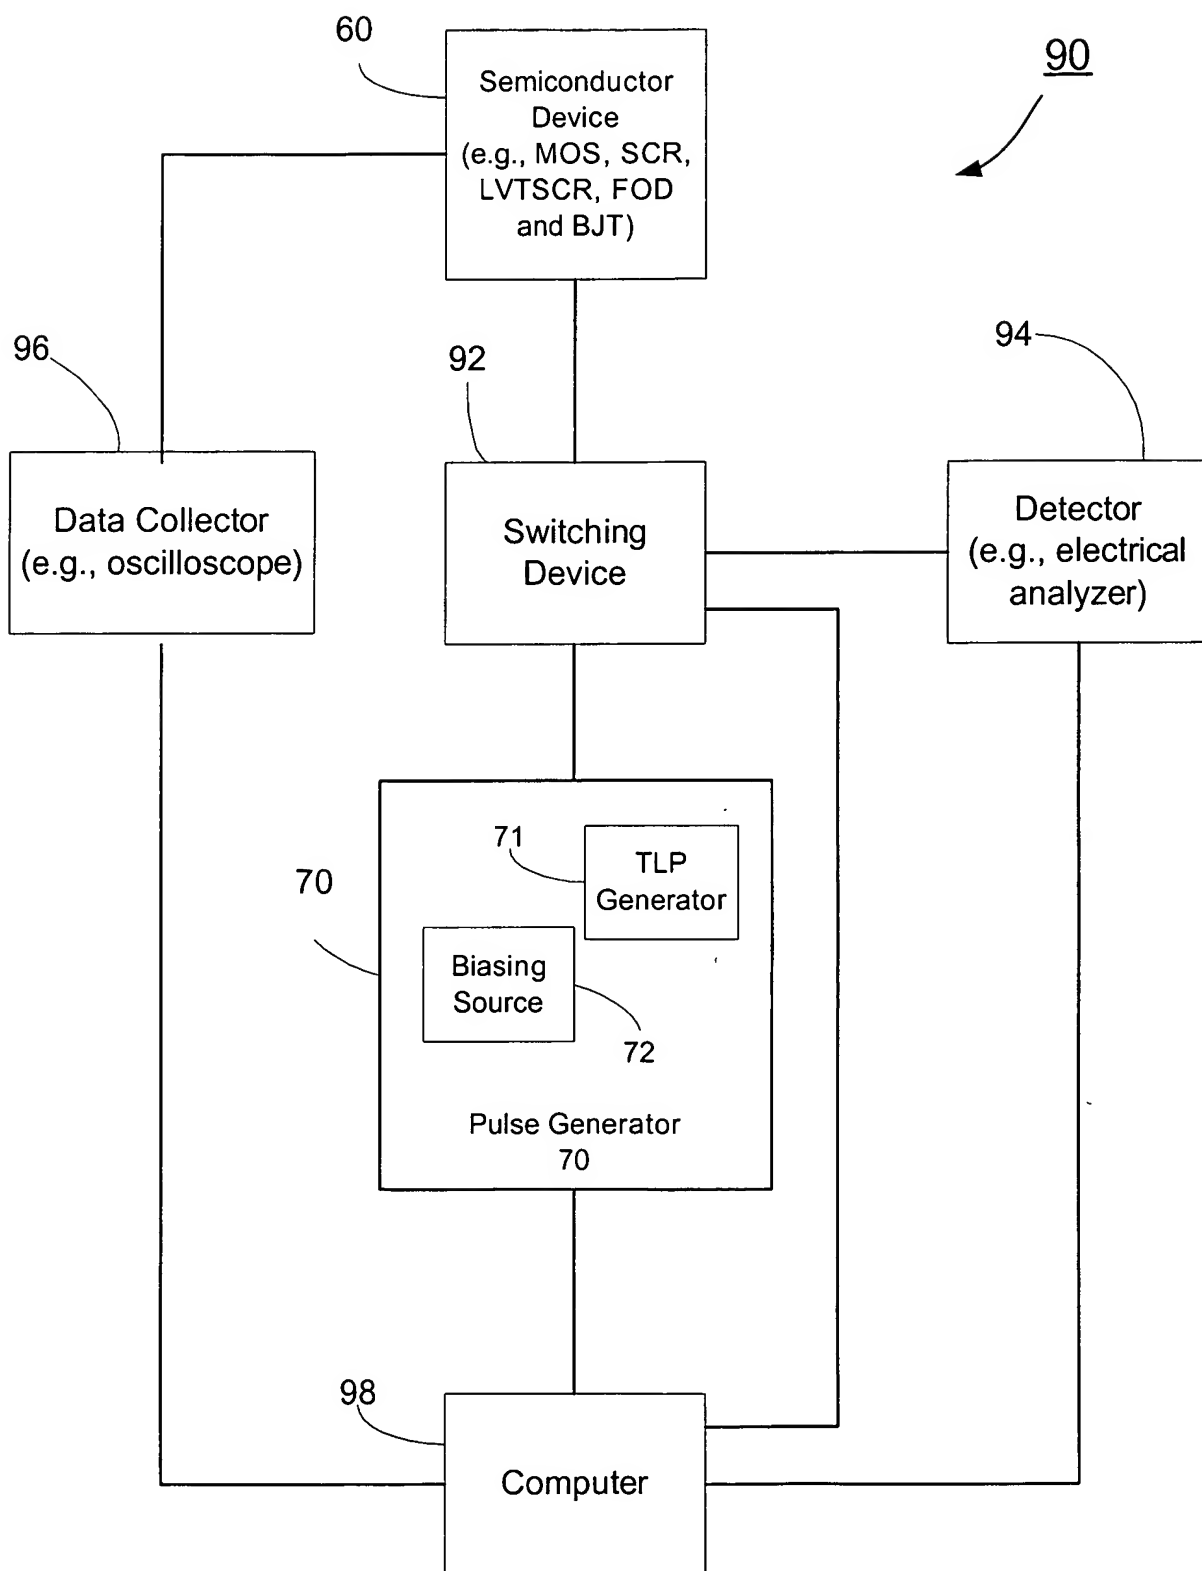 60
90
Semiconductor
Device
(e.g., MOS, SCR,
LVTSCR, FOD
and BJT)
96
92
94
Data Collector
(e.g., oscilloscope)
Switching
Device
Detector
(e.g., electrical
analyzer)
71
TLP
Generator
70
Biasing
Source
72
Pulse Generator
70
98
Computer